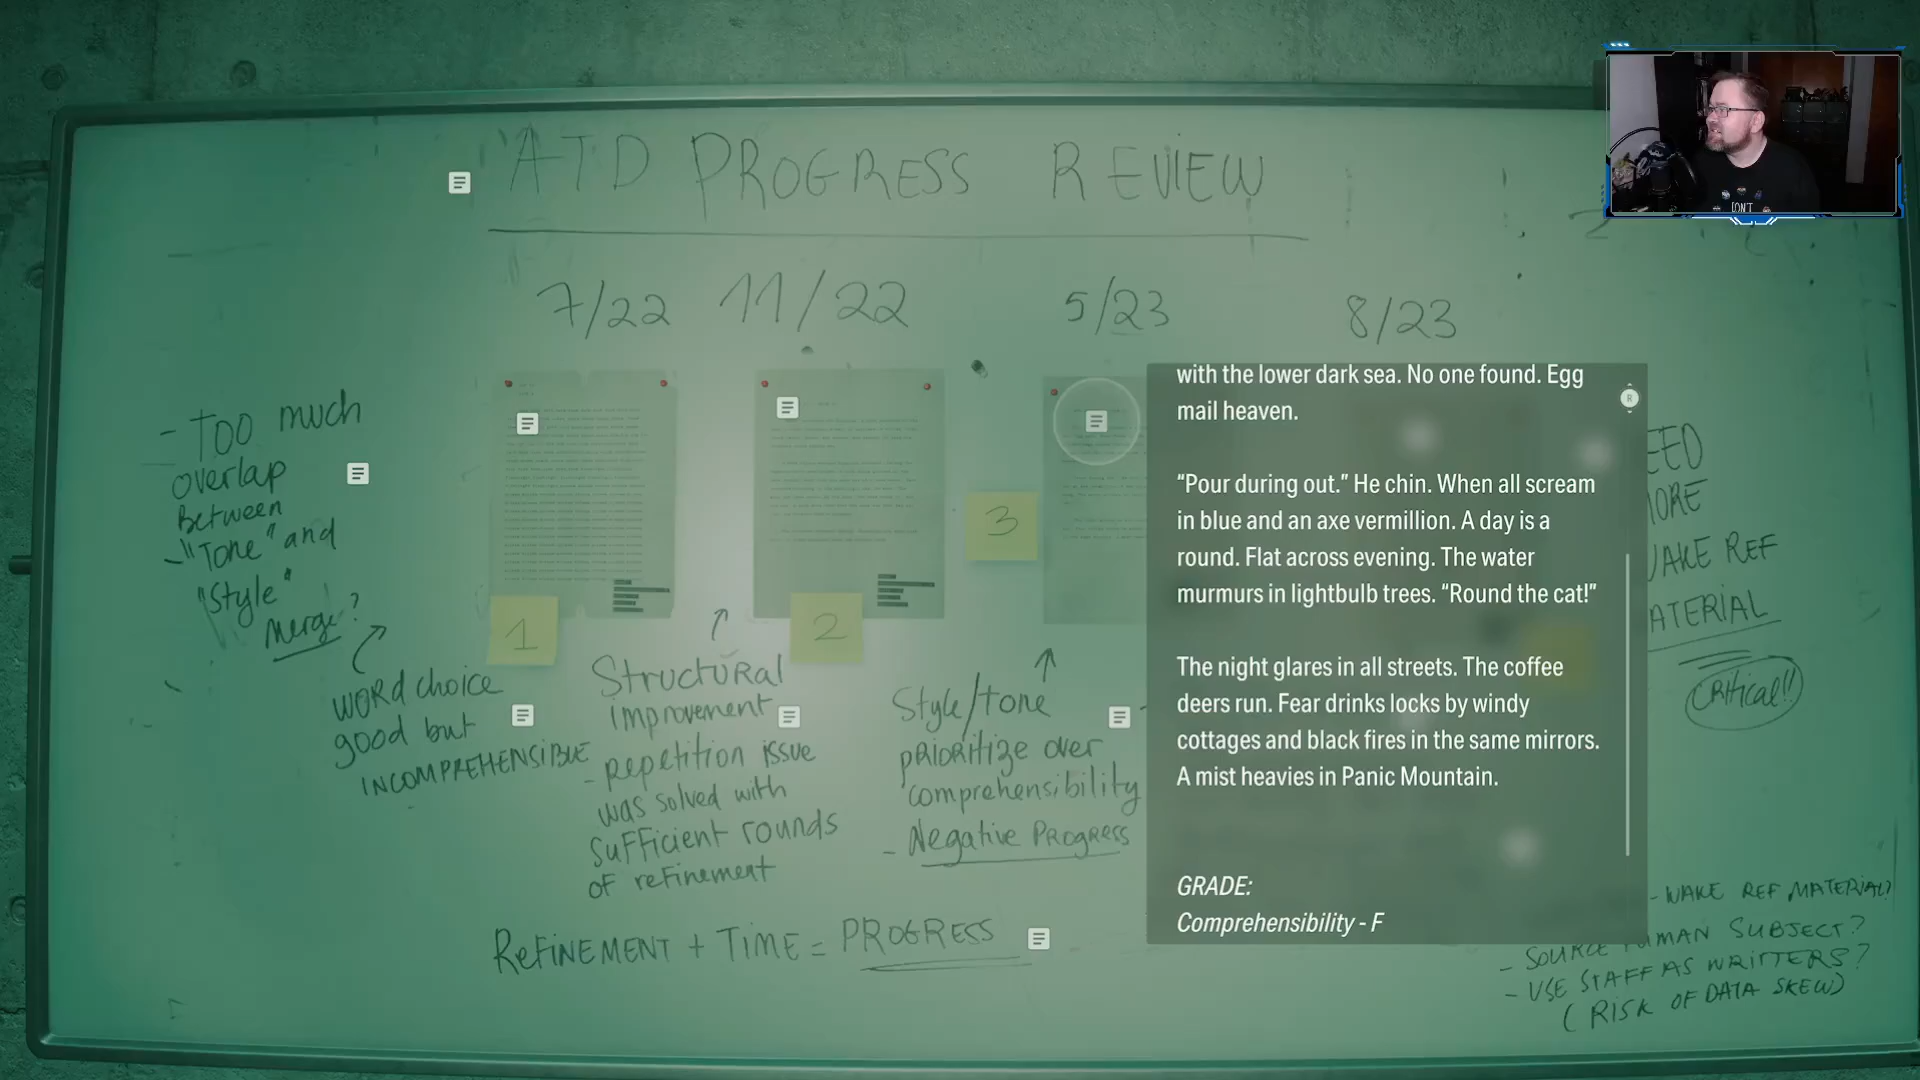 ATD PROGRESS REVIEW
7/22
11/22
5/23
8/23
- Too much
overlap
Between
- "Tone" and
"Style"
Merge?
word choice
good but
INCOMPREHENSIBLE
1
Structural
improvement
- repetition issue
was solved with
sufficient rounds
of refinement
2
3
Style/tone
prioritize over
comprehensibility
- Negative Progress
REFINEMENT + TIME = PROGRESS
with the lower dark sea. No one found. Egg
mail heaven.
“Pour during out.” He chin. When all scream
in blue and an axe vermillion. A day is a
round. Flat across evening. The water
murmurs in lightbulb trees. “Round the cat!”
The night glares in all streets. The coffee
deers run. Fear drinks locks by windy
cottages and black fires in the same mirrors.
A mist heavies in Panic Mountain.
GRADE:
Comprehensibility - F
R
EED
MORE
WAKE REF
MATERIAL
CRITICAL!!
- WAKE REF MATERIAL?
- SOURCE HUMAN SUBJECT?
- USE STAFF AS WRITTERS?
(RISK OF DATA SKEW)
DON'T